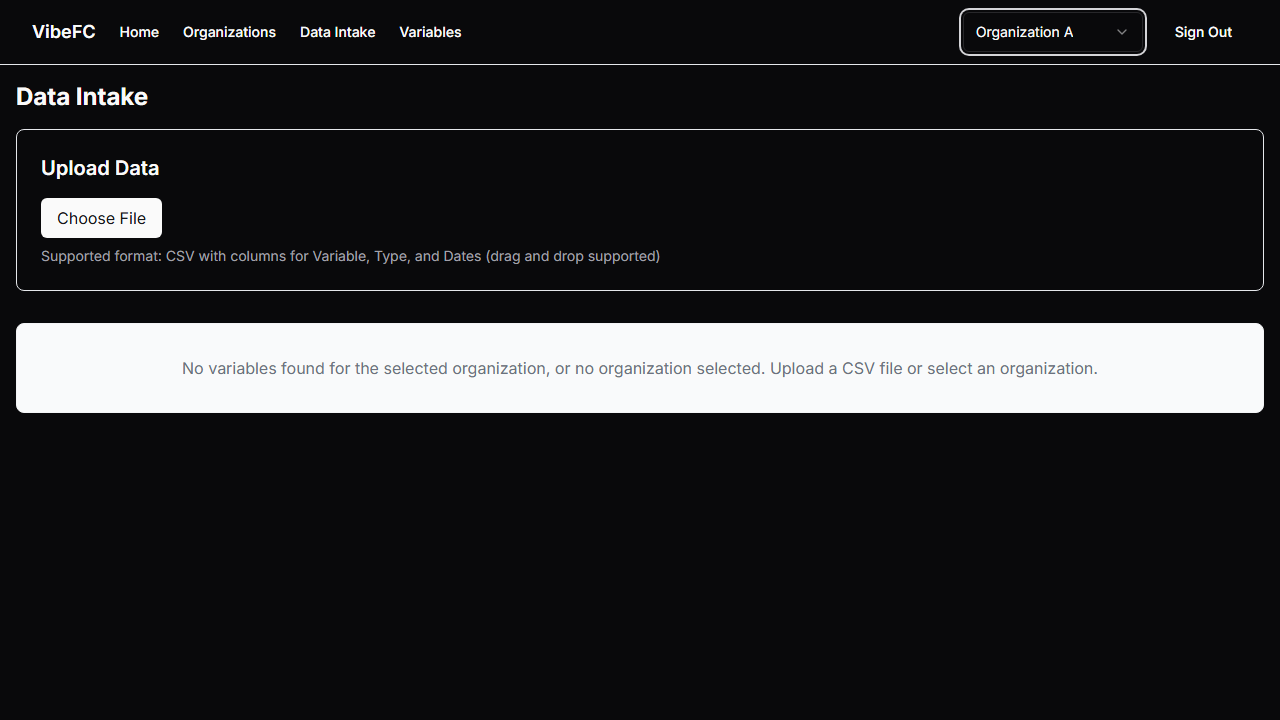 VibeFC Home Organizations Data Intake Variables Organization A Sign Out
Data Intake
Upload Data
Choose File
Supported format: CSV with columns for Variable, Type, and Dates (drag and drop supported)
No variables found for the selected organization, or no organization selected. Upload a CSV file or select an organization.